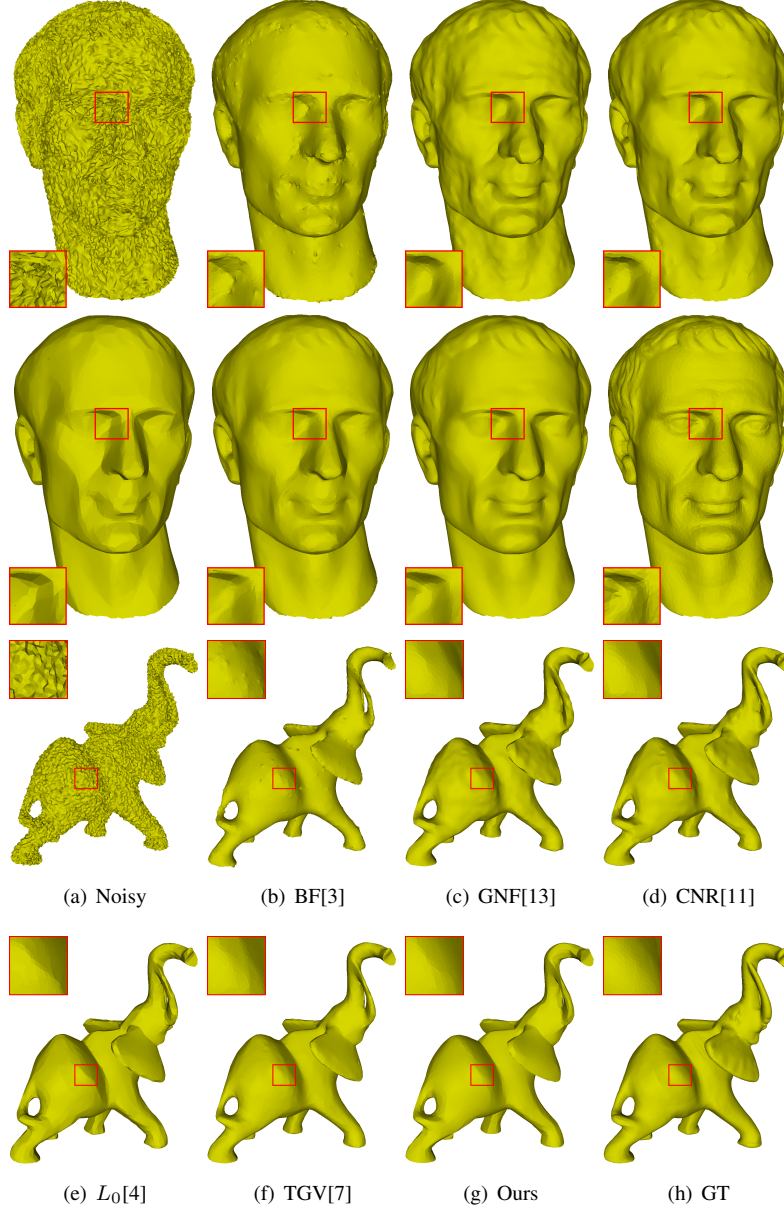 (a) Noisy
(b) BF[3]
(c) GNF[13]
(d) CNR[11]
(e) L₀[4]
(f) TGV[7]
(g) Ours
(h) GT